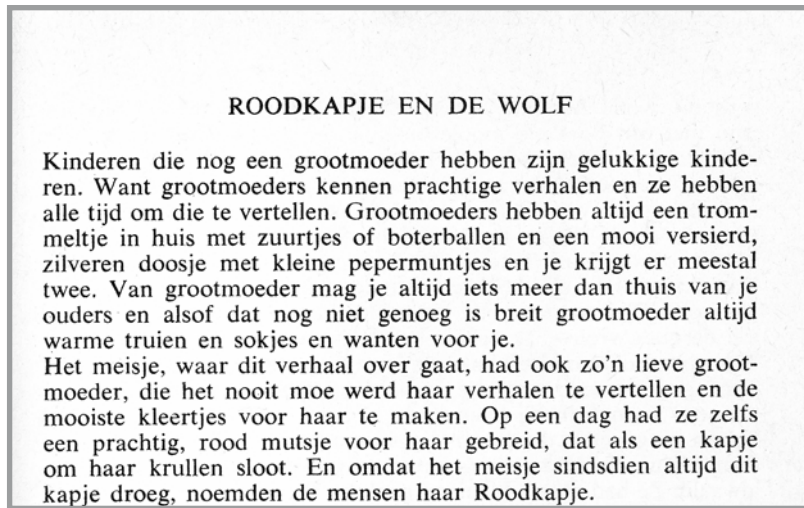 ROODKAPJE EN DE WOLF
Kinderen die nog een grootmoeder hebben zijn gelukkige kinde-
ren. Want grootmoeders kennen prachtige verhalen en ze hebben
alle tijd om die te vertellen. Grootmoeders hebben altijd een trom-
meltje in huis met zuurtjes of boterballen en een mooi versierd,
zilveren doosje met kleine pepermuntjes en je krijgt er meestal
twee. Van grootmoeder mag je altijd iets meer dan thuis van je
ouders en alsof dat nog niet genoeg is breit grootmoeder altijd
warme truien en sokjes en wanten voor je.
Het meisje, waar dit verhaal over gaat, had ook zo'n lieve groot-
moeder, die het nooit moe werd haar verhalen te vertellen en de
mooiste kleertjes voor haar te maken. Op een dag had ze zelfs
een prachtig, rood mutsje voor haar gebreid, dat als een kapje
om haar krullen sloot. En omdat het meisje sindsdien altijd dit
kapje droeg, noemden de mensen haar Roodkapje.